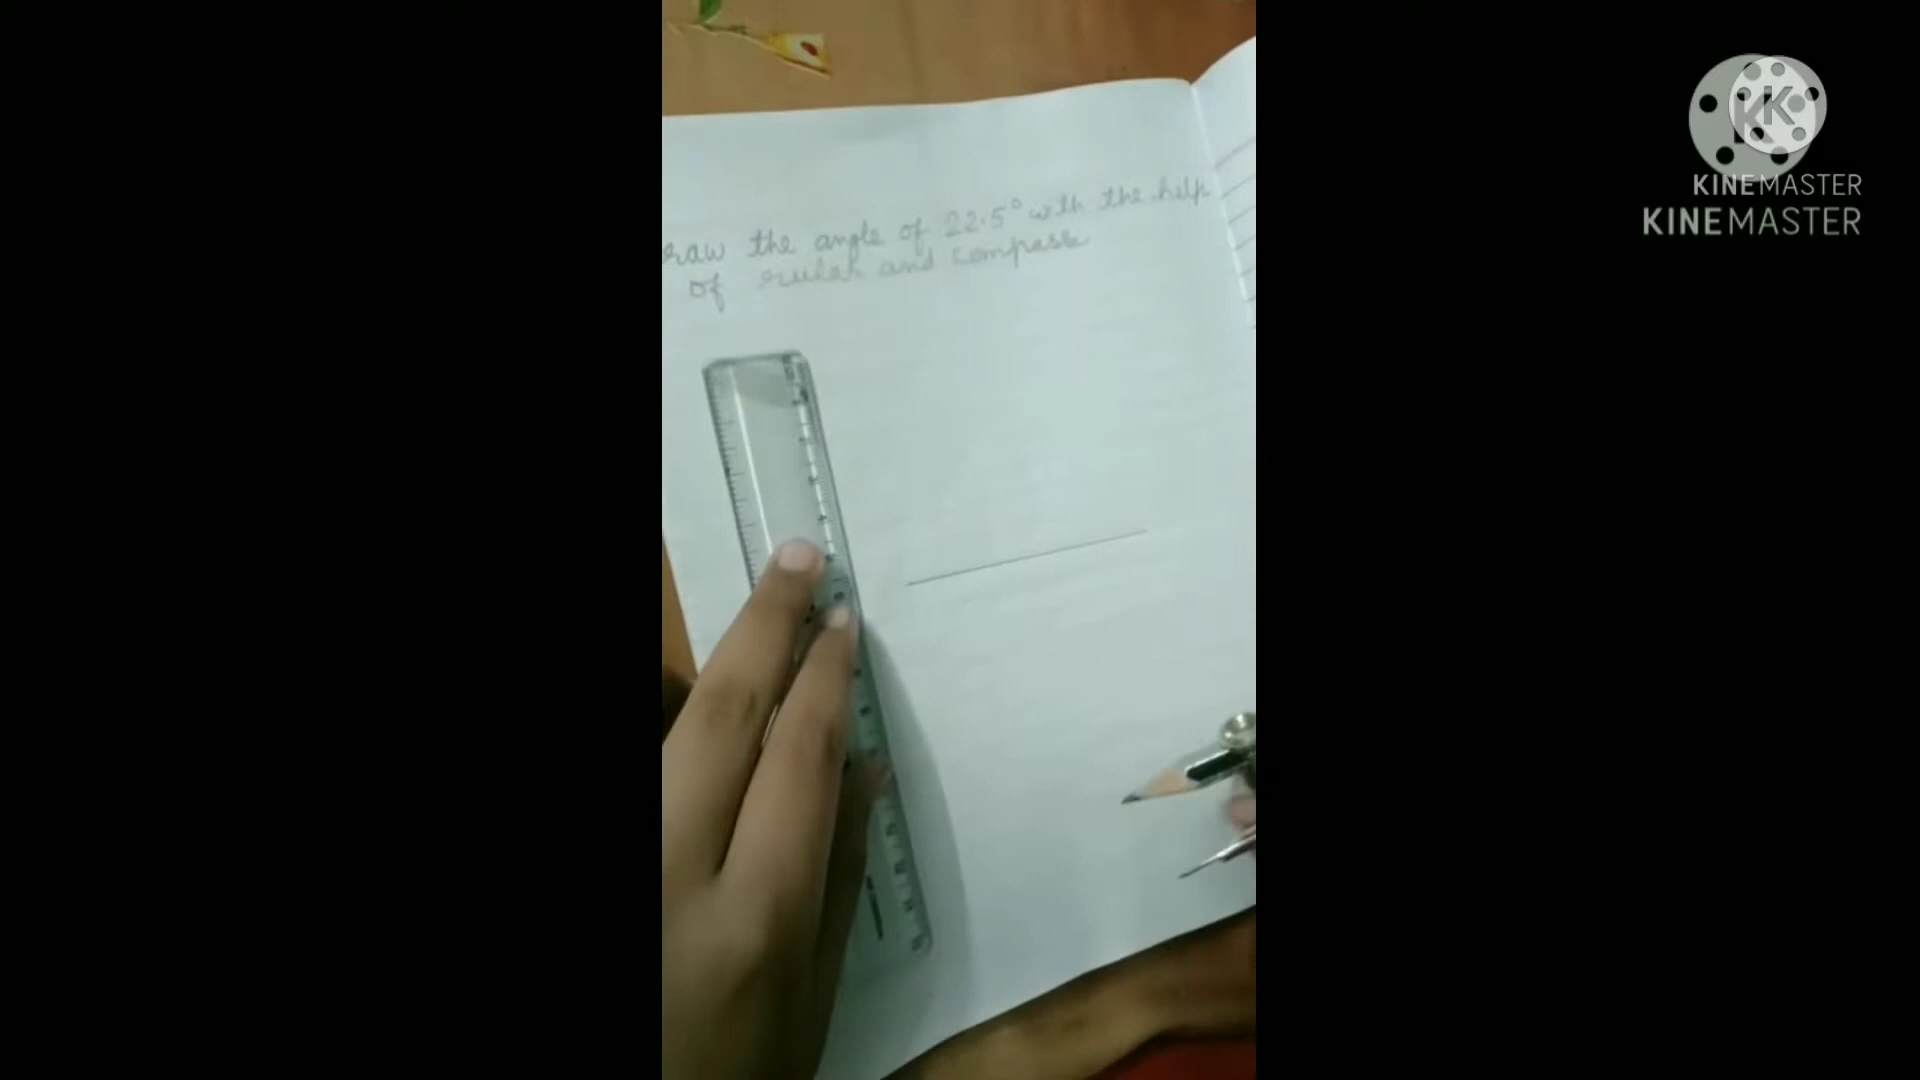 raw the angle of 22.5° with the help
of rular and compass
KINEMASTER
KINEMASTER